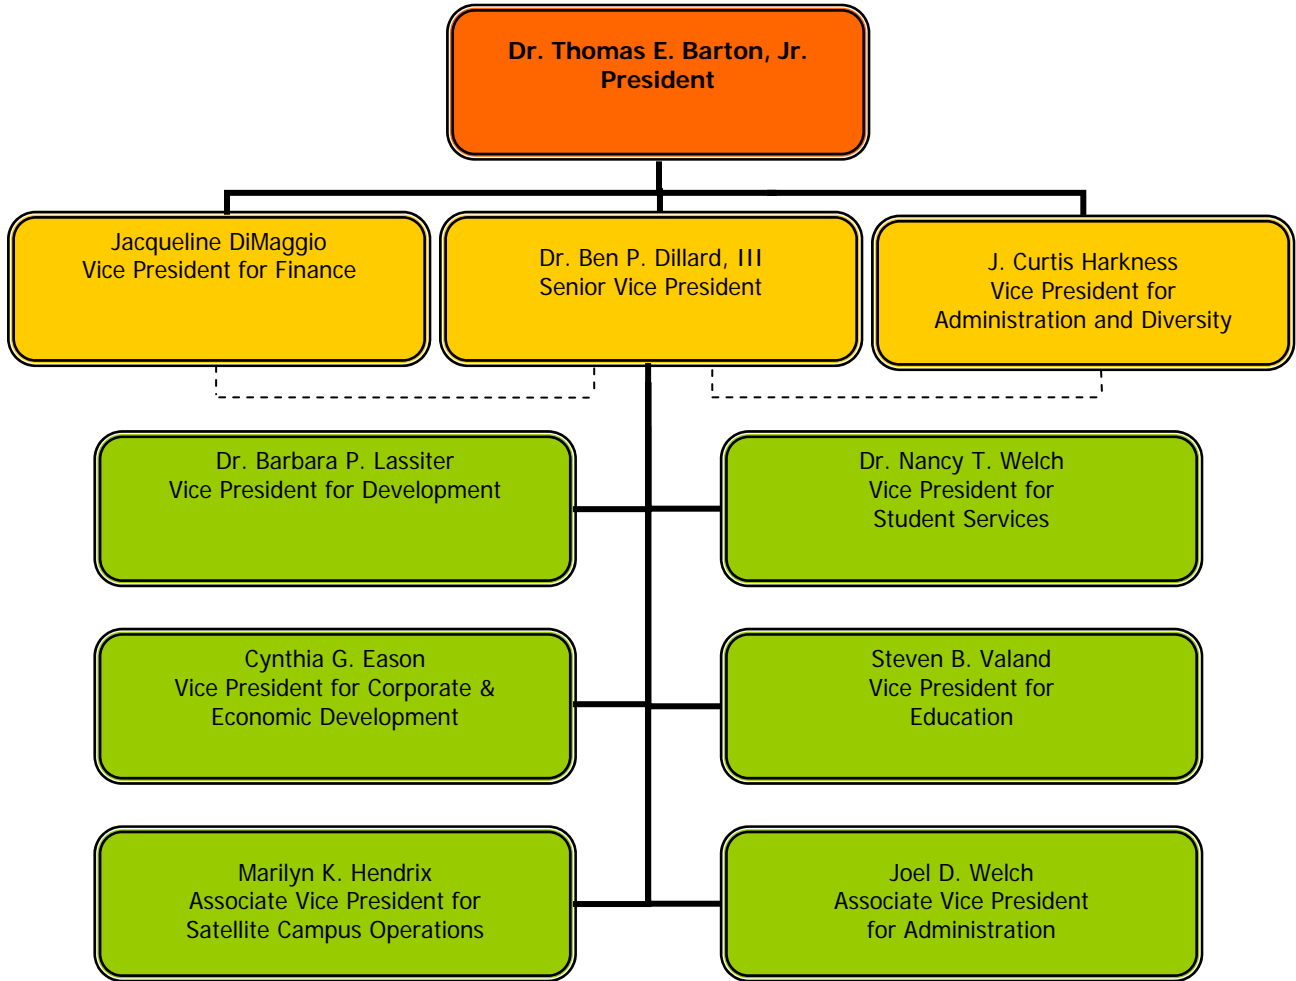 Dr. Thomas E. Barton, Jr.
President
Jacqueline DiMaggio
Vice President for Finance
Dr. Ben P. Dillard, III
Senior Vice President
J. Curtis Harkness
Vice President for
Administration and Diversity
Dr. Barbara P. Lassiter
Vice President for Development
Dr. Nancy T. Welch
Vice President for
Student Services
Cynthia G. Eason
Vice President for Corporate &
Economic Development
Steven B. Valand
Vice President for
Education
Marilyn K. Hendrix
Associate Vice President for
Satellite Campus Operations
Joel D. Welch
Associate Vice President
for Administration